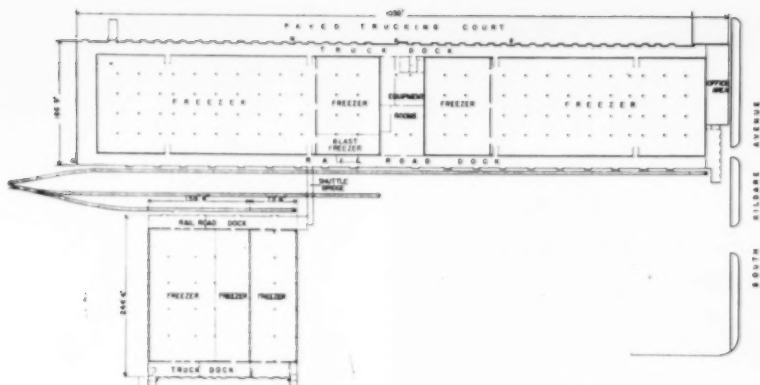 PAVED TRUCKING COURT
TRUCK DOCK
FREEZER
FREEZER
EQUIPMENT
ROOMS
FREEZER
FREEZER
OFFICE
AREA
BLAST
FREEZER
RAIL ROAD DOCK
SHUTTLE
BRIDGE
RAIL ROAD DOCK
FREEZER
FREEZER
FREEZER
TRUCK DOCK
SOUTH KILDARE AVENUE